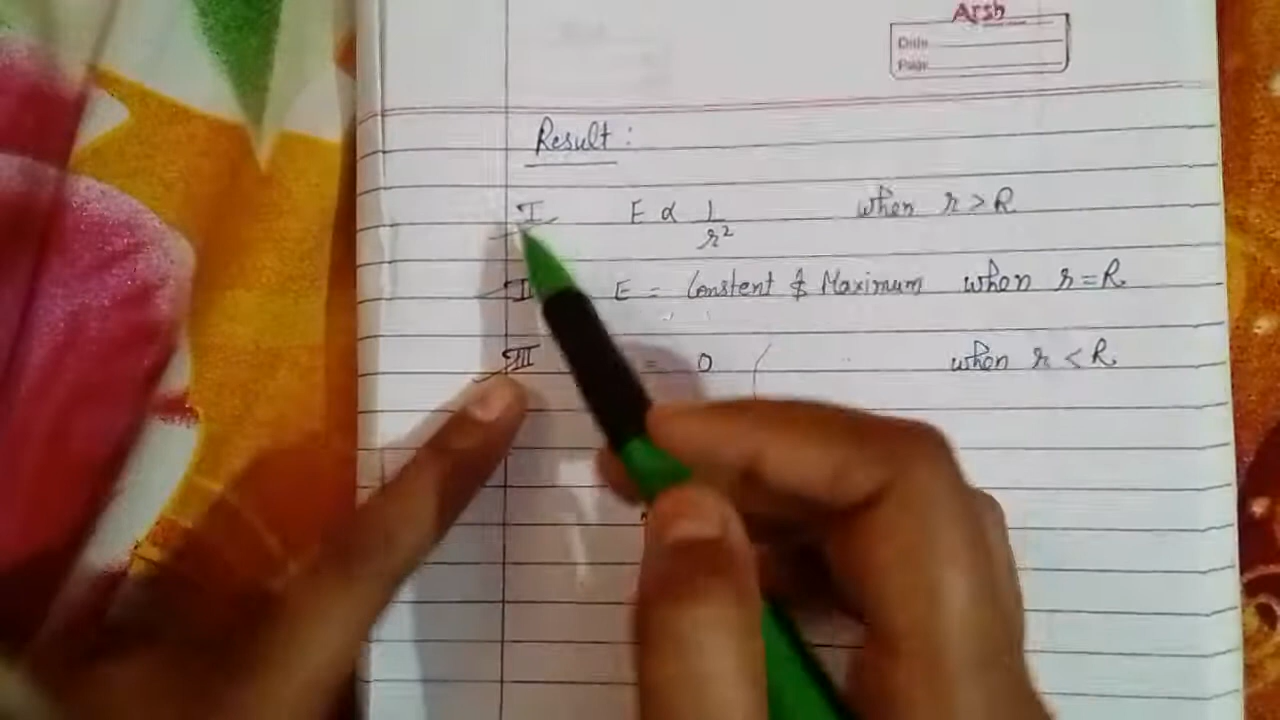 Arsh
Date
Page
Result :
I E ∝ 1/r² when r > R
II E = Constent & Maximum when r = R
III = 0 when r < R